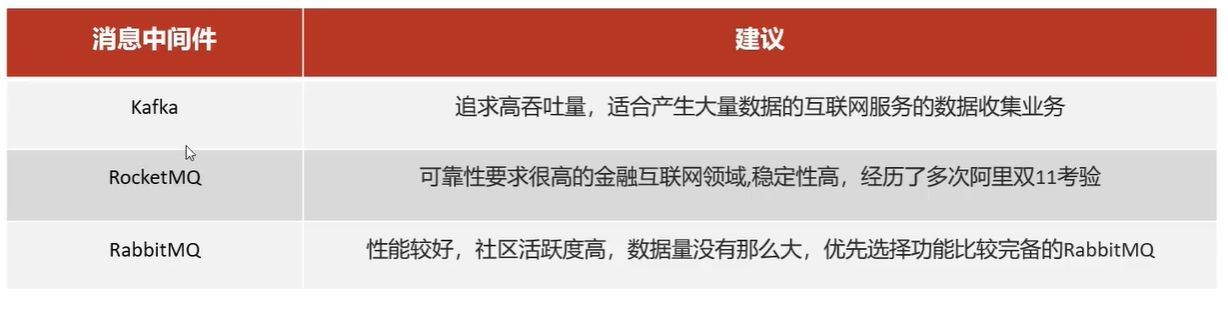 消息中间件 建议
Kafka 追求高吞吐量，适合产生大量数据的互联网服务的数据收集业务
RocketMQ 可靠性要求很高的金融互联网领域,稳定性高，经历了多次阿里双11考验
RabbitMQ 性能较好，社区活跃度高，数据量没有那么大，优先选择功能比较完备的RabbitMQ